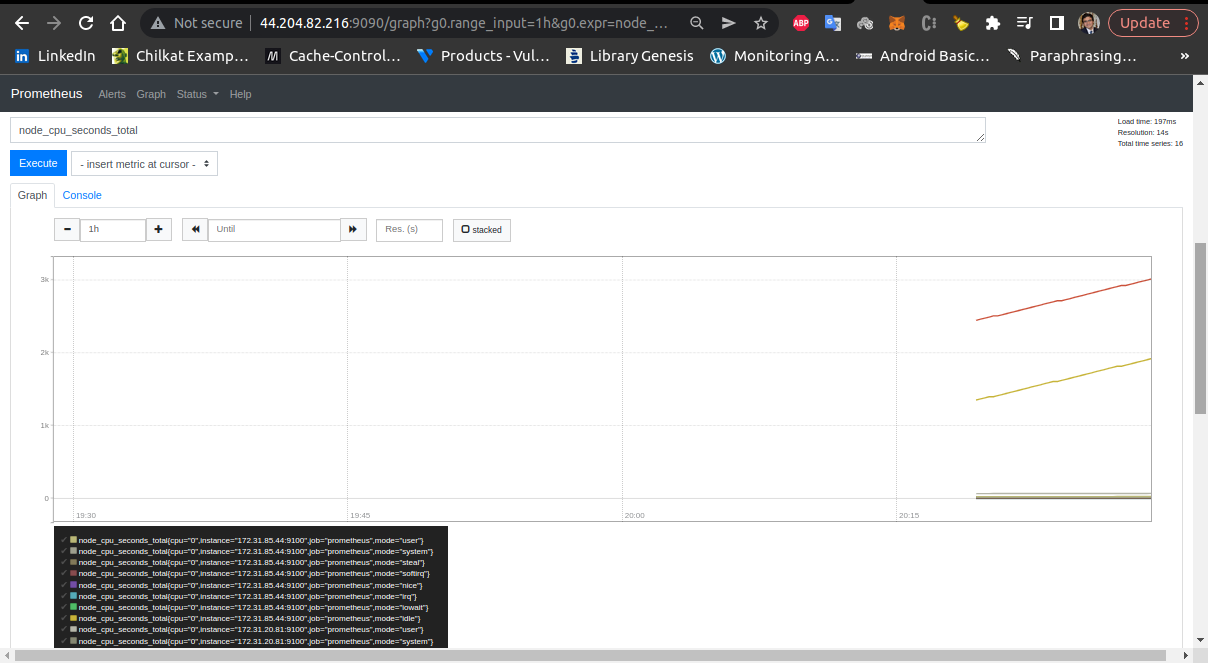 Not secure 44.204.82.216:9090/graph?g0.range_input=1h&g0.expr=node_... ABP Update
LinkedIn Chilkat Examp... Cache-Control... Products - Vul... Library Genesis Monitoring A... Android Basic... Paraphrasing... »
Prometheus Alerts Graph Status Help
node_cpu_seconds_total
Load time: 197ms
Resolution: 14s
Total time series: 16
Execute - insert metric at cursor -
Graph Console
1h Until Res. (s) stacked
3k
2k
1k
0
19:30 19:45 20:00 20:15
node_cpu_seconds_total{cpu="0",instance="172.31.85.44:9100",job="prometheus",mode="user"}
node_cpu_seconds_total{cpu="0",instance="172.31.85.44:9100",job="prometheus",mode="system"}
node_cpu_seconds_total{cpu="0",instance="172.31.85.44:9100",job="prometheus",mode="steal"}
node_cpu_seconds_total{cpu="0",instance="172.31.85.44:9100",job="prometheus",mode="softirq"}
node_cpu_seconds_total{cpu="0",instance="172.31.85.44:9100",job="prometheus",mode="nice"}
node_cpu_seconds_total{cpu="0",instance="172.31.85.44:9100",job="prometheus",mode="irq"}
node_cpu_seconds_total{cpu="0",instance="172.31.85.44:9100",job="prometheus",mode="iowait"}
node_cpu_seconds_total{cpu="0",instance="172.31.85.44:9100",job="prometheus",mode="idle"}
node_cpu_seconds_total{cpu="0",instance="172.31.20.81:9100",job="prometheus",mode="user"}
node_cpu_seconds_total{cpu="0",instance="172.31.20.81:9100",job="prometheus",mode="system"}